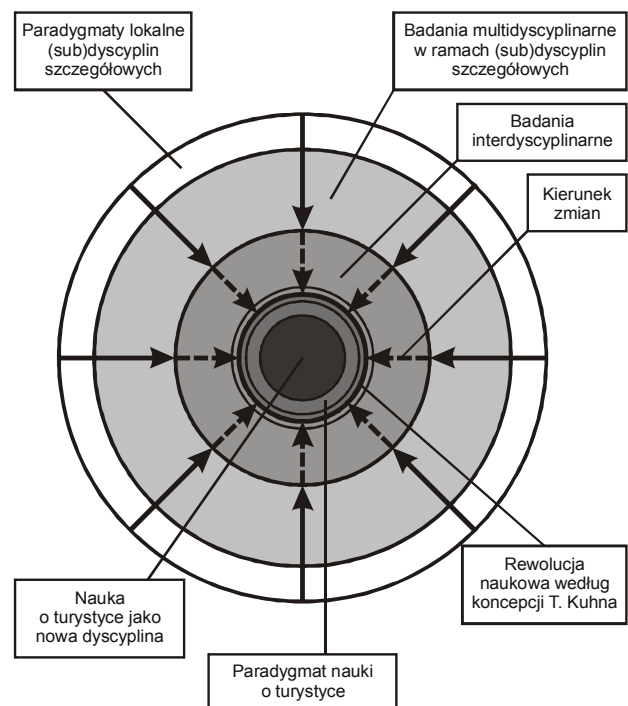 Paradygmaty lokalne
(sub)dyscyplin
szczegółowych
Badania multidyscyplinarne
w ramach (sub)dyscyplin
szczegółowych
Badania
interdyscyplinarne
Kierunek
zmian
Rewolucja
naukowa według
koncepcji T. Kuhna
Nauka
o turystyce jako
nowa dyscyplina
Paradygmat nauki
o turystyce